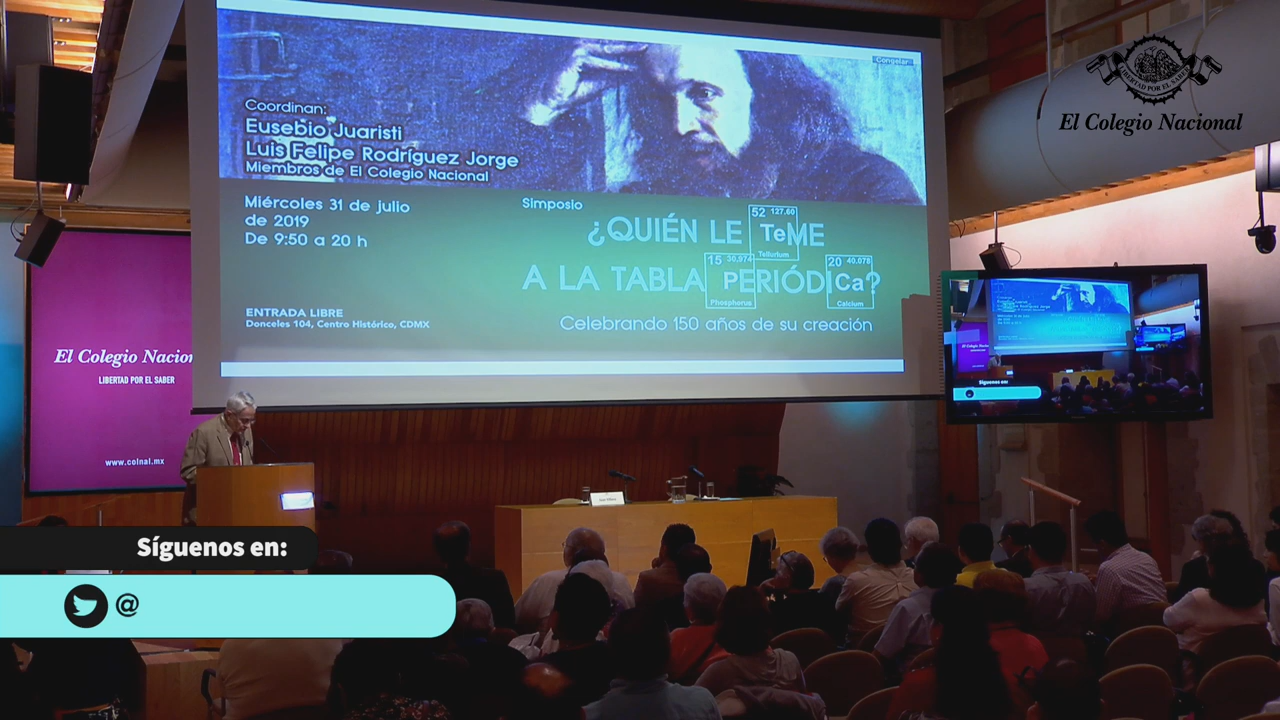 Congelar
Coordinan:
Eusebio Juaristi
Luis Felipe Rodríguez Jorge
Miembros de El Colegio Nacional
Miércoles 31 de julio
de 2019
De 9:50 a 20 h
ENTRADA LIBRE
Donceles 104, Centro Histórico, CDMX
Simposio
52 127.60
¿QUIÉN LE TeME
Tellurium
15 30,974 20 40.078
A LA TABLA PERIÓDICa?
Phosphorus Calcium
Celebrando 150 años de su creación
LIBERTAD POR EL SABER
El Colegio Nacional
El Colegio Nacion
LIBERTAD POR EL SABER
www.colnal.mx
Síguenos en:
Síguenos en:
@